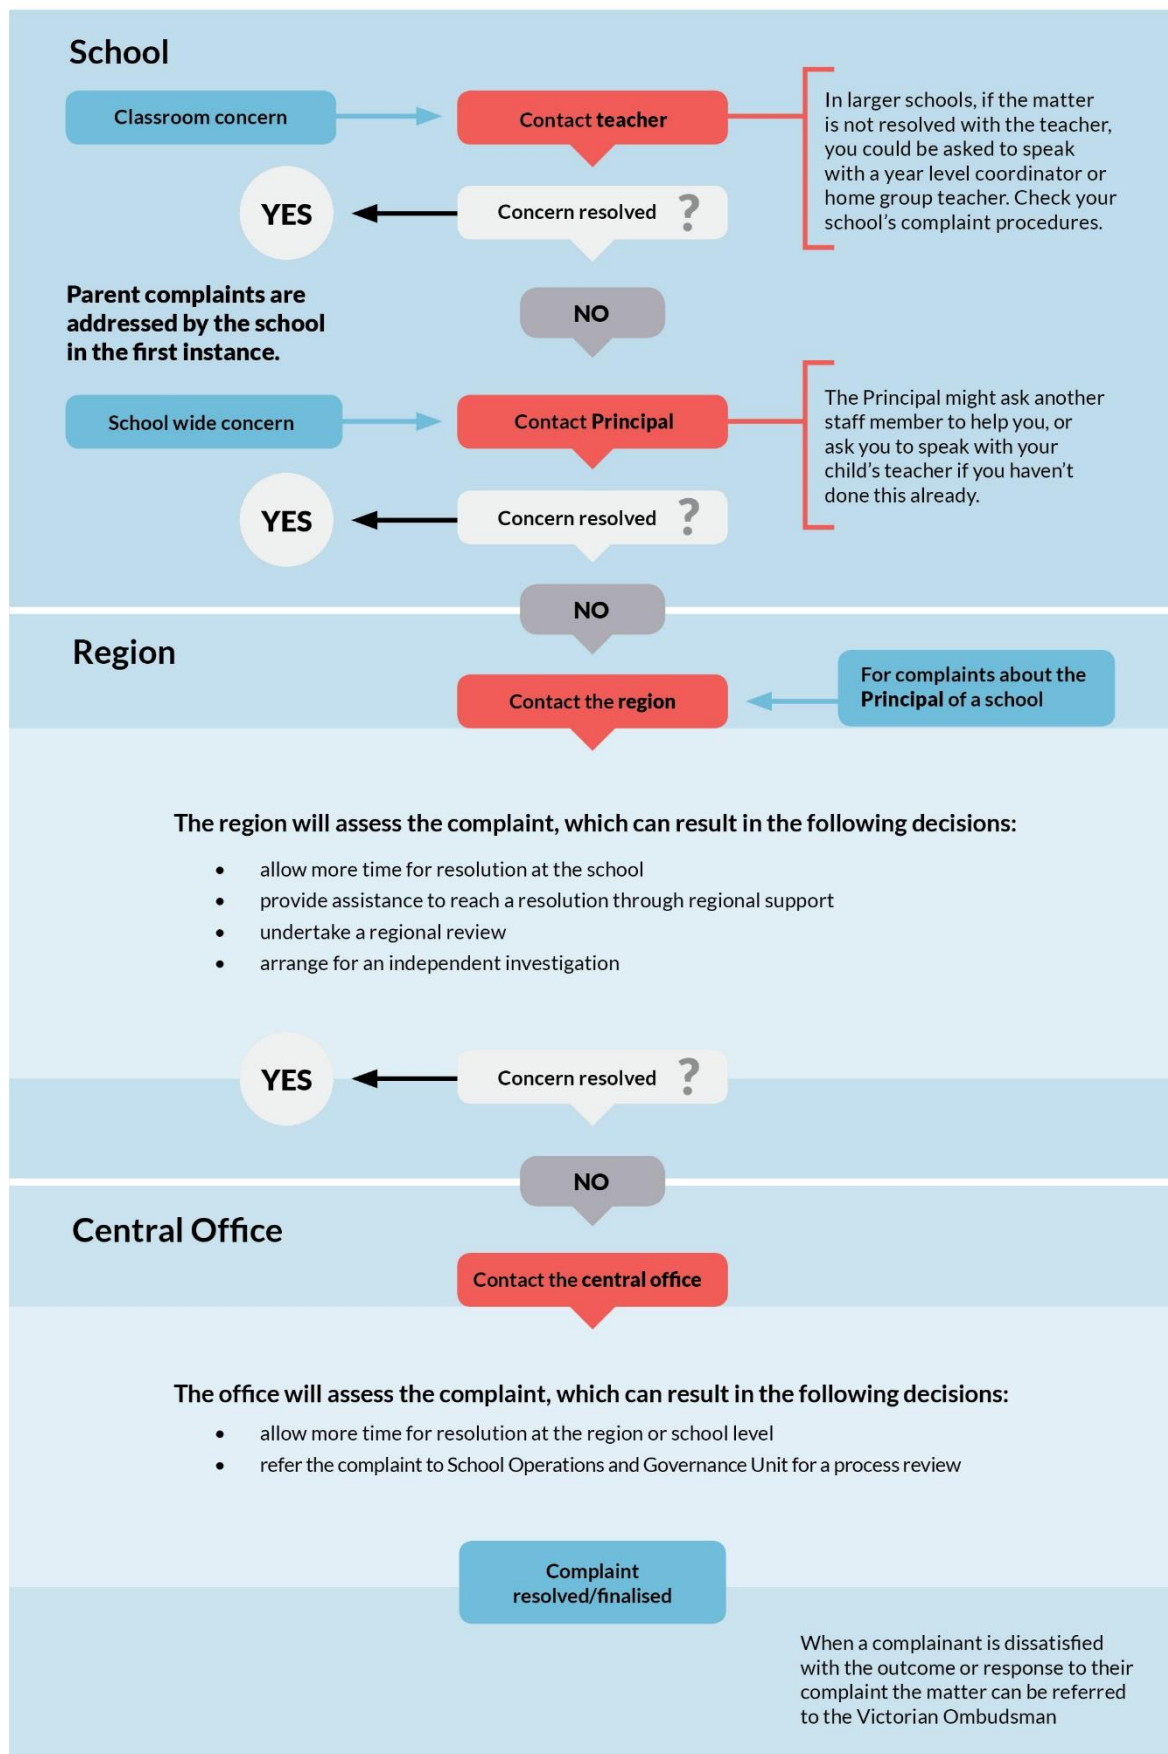 School
Classroom concern
Contact teacher
In larger schools, if the matter
is not resolved with the teacher,
you could be asked to speak
with a year level coordinator or
home group teacher. Check your
school’s complaint procedures.
YES
Concern resolved ?
Parent complaints are
addressed by the school
in the first instance.
NO
School wide concern
Contact Principal
The Principal might ask another
staff member to help you, or
ask you to speak with your
child’s teacher if you haven’t
done this already.
YES
Concern resolved ?
NO
Region
Contact the region
For complaints about the
Principal of a school
The region will assess the complaint, which can result in the following decisions:
• allow more time for resolution at the school
• provide assistance to reach a resolution through regional support
• undertake a regional review
• arrange for an independent investigation
YES
Concern resolved ?
NO
Central Office
Contact the central office
The office will assess the complaint, which can result in the following decisions:
• allow more time for resolution at the region or school level
• refer the complaint to School Operations and Governance Unit for a process review
Complaint
resolved/finalised
When a complainant is dissatisfied
with the outcome or response to their
complaint the matter can be referred
to the Victorian Ombudsman